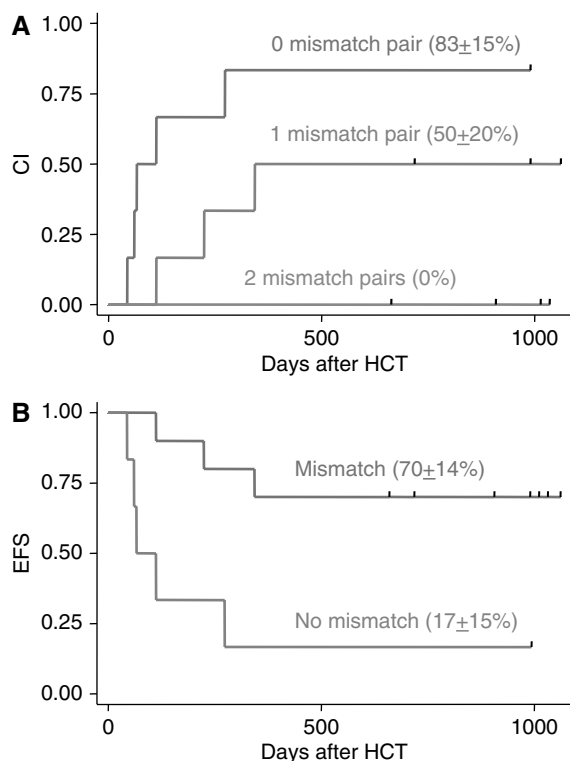 A
1.00
0 mismatch pair (83±15%)
0.75
1 mismatch pair (50±20%)
CI
0.50
0.25
2 mismatch pairs (0%)
0.00
0 500 1000
Days after HCT
B
1.00
Mismatch (70±14%)
0.75
EFS
0.50
0.25
No mismatch (17±15%)
0.00
0 500 1000
Days after HCT